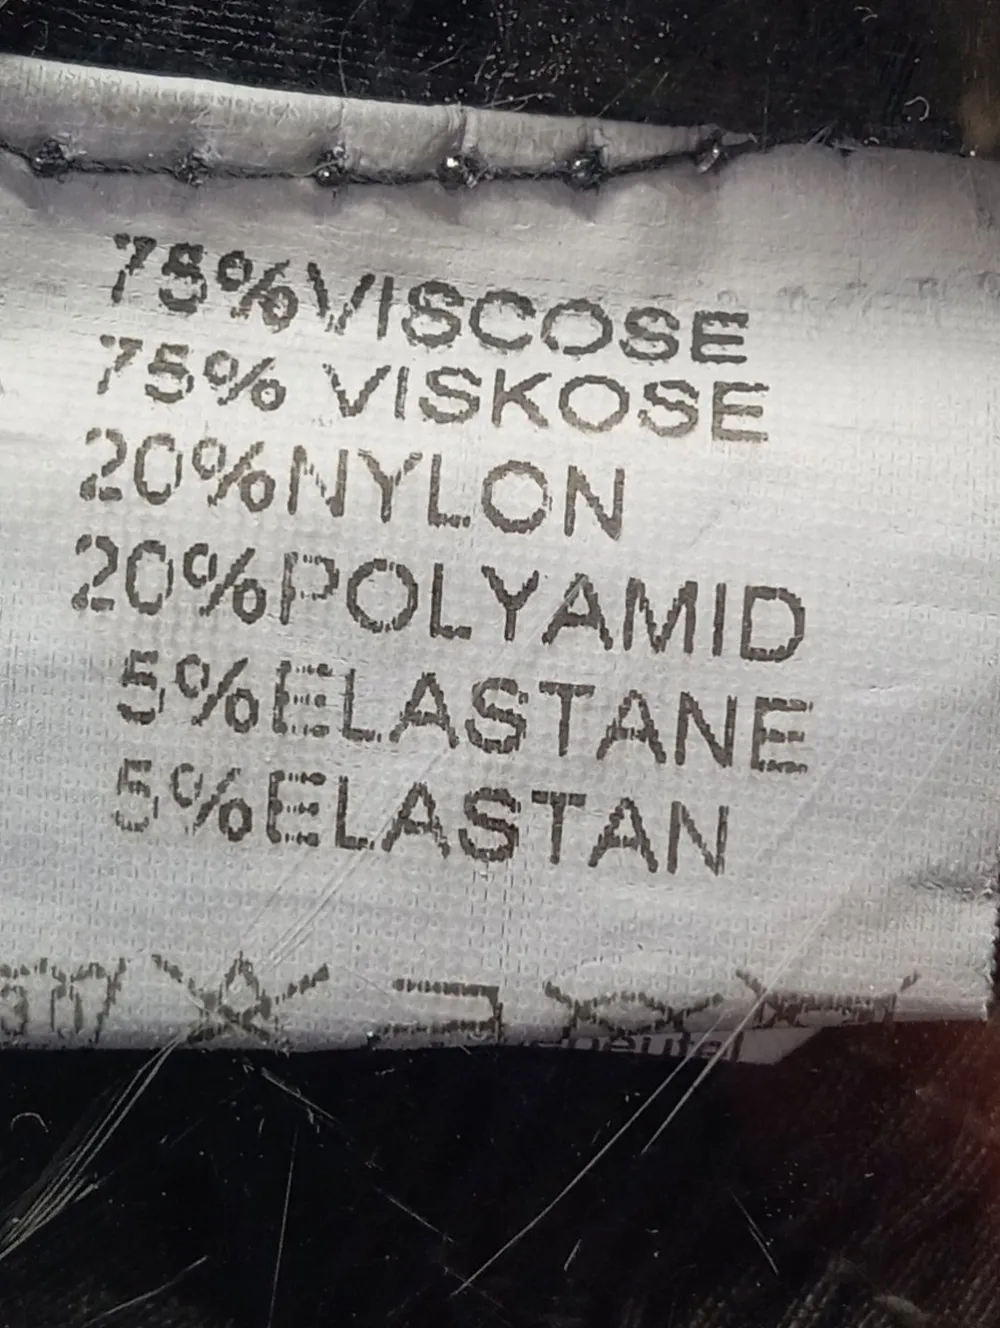 75%VISCOSE
75% VISKOSE
20%NYLON
20%POLYAMID
5%ELASTANE
5%ELASTAN